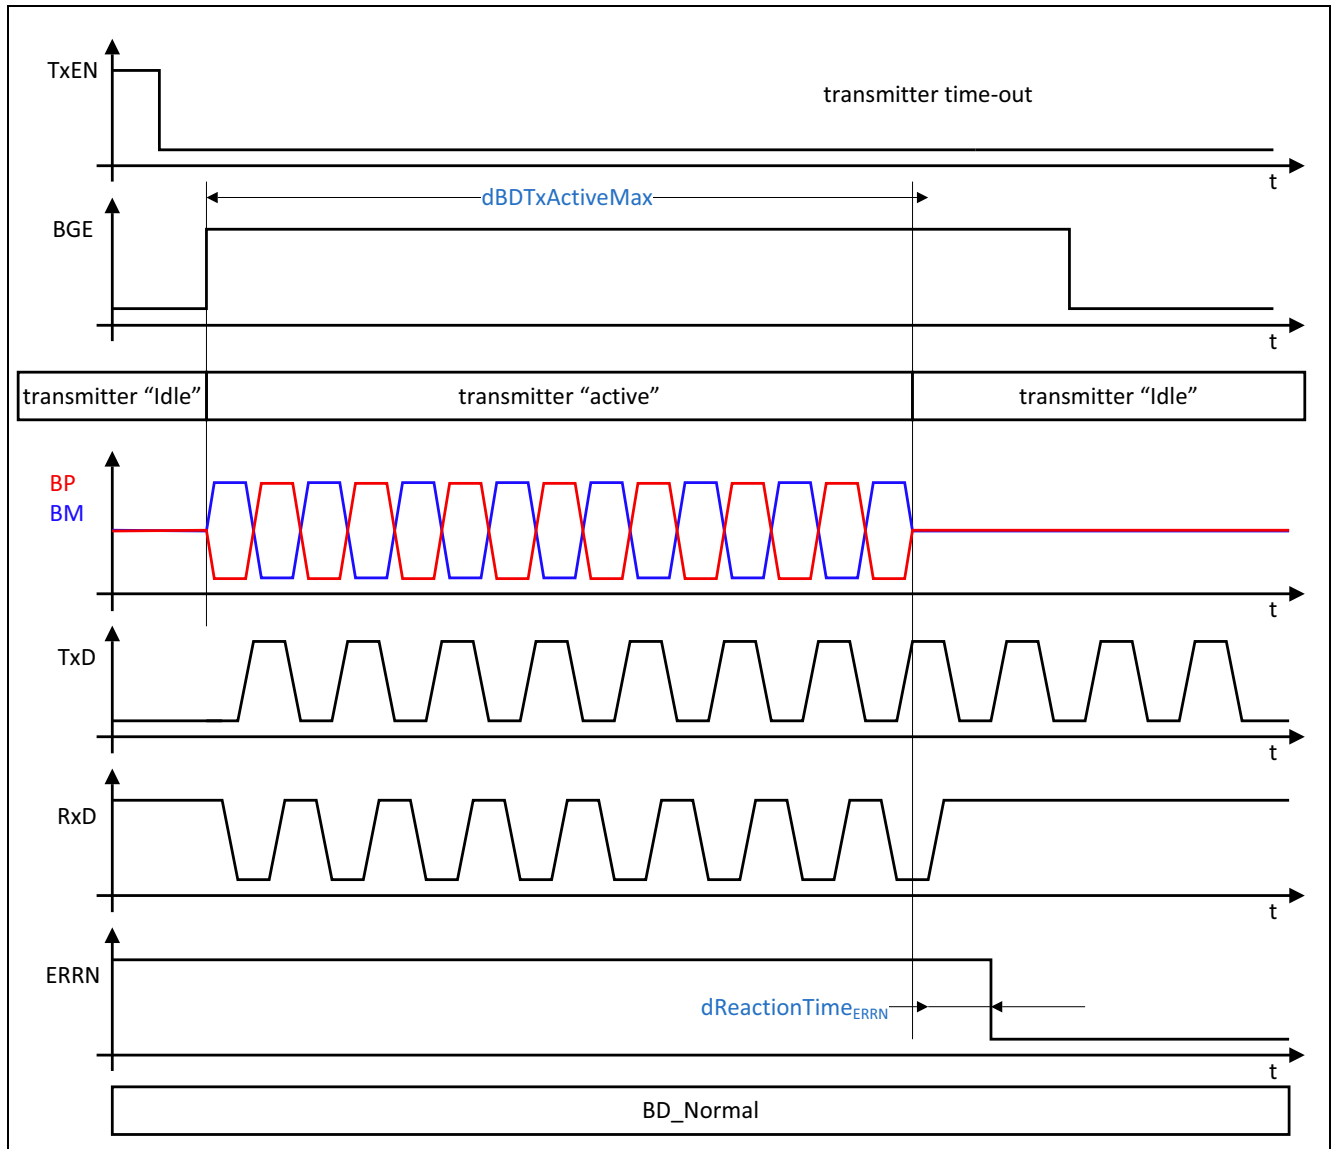 TxEN
transmitter time-out
t
dBDTxActiveMax
BGE
t
transmitter “Idle”
transmitter “active”
transmitter “Idle”
BP
BM
t
TxD
t
RxD
t
ERRN
dReactionTimeERRN
t
BD_Normal